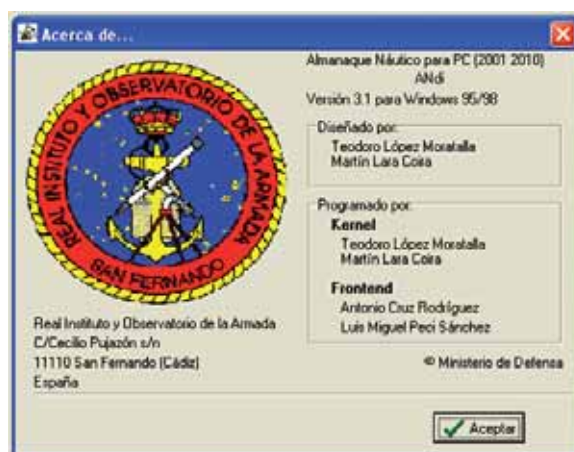 Acerca de...
REAL INSTITUTO Y OBSERVATORIO DE LA ARMADA
SAN FERNANDO
Real Instituto y Observatorio de la Armada
C/Cecilio Pujazón s/n
11110 San Fernando (Cádiz)
España
Almanaque Náutico para PC (2001 2010)
ANdi
Versión 3.1 para Windows 95/98
Diseñado por:
Teodoro López Moratalla
Martín Lara Coira
Programado por:
Kernel
Teodoro López Moratalla
Martín Lara Coira
Frontend
Antonio Cruz Rodríguez
Luis Miguel Peci Sánchez
© Ministerio de Defensa
Aceptar